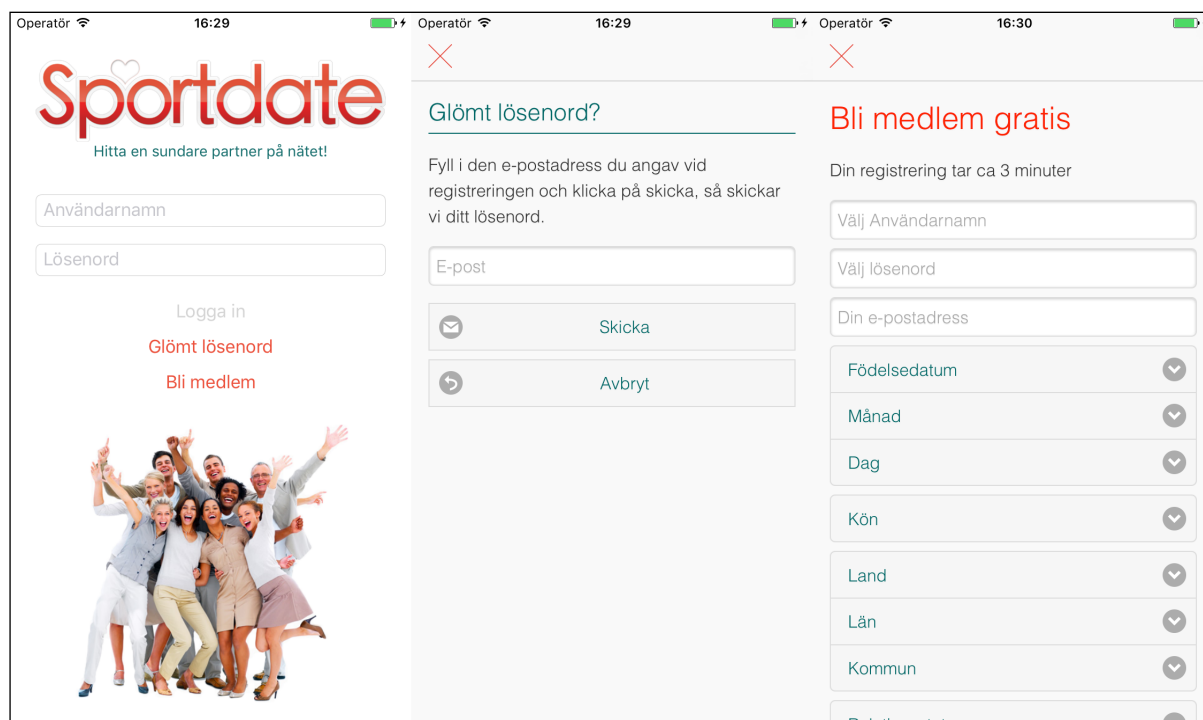 Operatör
16:29
Sportdate
Hitta en sundare partner på nätet!
Användarnamn
Lösenord
Logga in
Glömt lösenord
Bli medlem
Operatör
16:29
Glömt lösenord?
Fyll i den e-postadress du angav vid
registreringen och klicka på skicka, så skickar
vi ditt lösenord.
E-post
Skicka
Avbryt
Operatör
16:30
Bli medlem gratis
Din registrering tar ca 3 minuter
Välj Användarnamn
Välj lösenord
Din e-postadress
Födelsedatum
Månad
Dag
Kön
Land
Län
Kommun